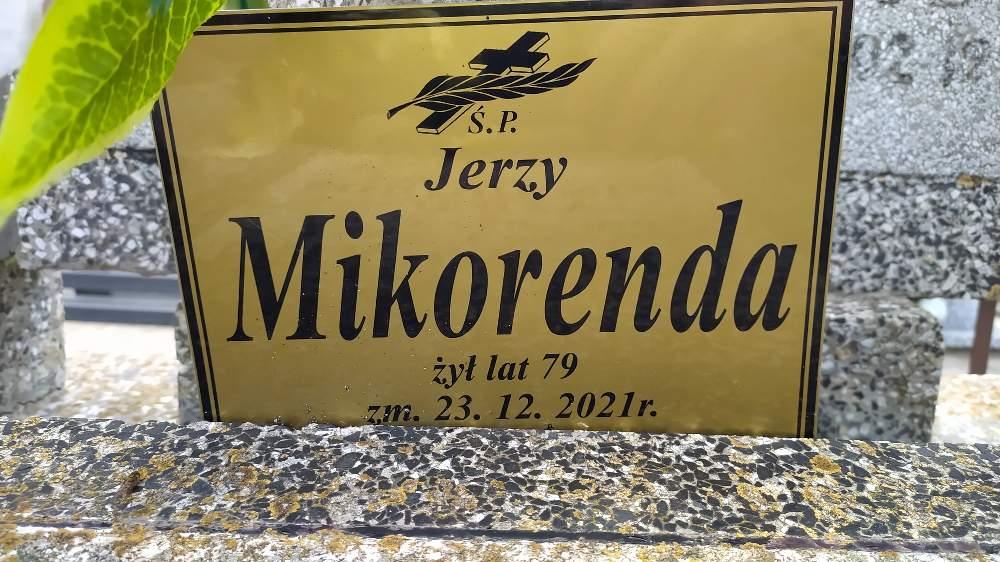 Ś.P.
Jerzy
Mikorenda
żył lat 79
zm. 23. 12. 2021r.